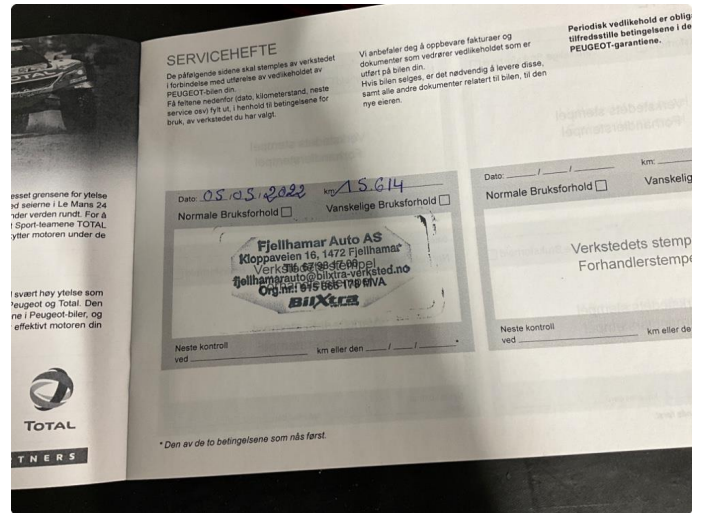 TOTAL
esset grensene for ytelse
d seierne i Le Mans 24
nder verden rundt. For å
t Sport-teamene TOTAL
ytter motoren under de
svært høy ytelse som
Peugeot og Total. Den
ne i Peugeot-biler, og
effektivt motoren din
TOTAL
TNERS
SERVICEHEFTE
De påfølgende sidene skal stemples av verkstedet
i forbindelse med utførelse av vedlikeholdet av
PEUGEOT-bilen din.
Få feltene nedenfor (dato, kilometerstand, neste
service osv) fylt ut, i henhold til betingelsene for
bruk, av verkstedet du har valgt.
Vi anbefaler deg å oppbevare fakturaer og
dokumenter som vedrører vedlikeholdet som er
utført på bilen din.
Hvis bilen selges, er det nødvendig å levere disse,
samt alle andre dokumenter relatert til bilen, til den
nye eieren.
Periodisk vedlikehold er oblig
tilfredsstille betingelsene i de
PEUGEOT-garantiene.
Dato: 05.05.2022 km: 15.614
Normale Bruksforhold Vanskelige Bruksforhold
Fjellhamar Auto AS
Kloppaveien 16, 1472 Fjellhamar
Verkstedets stempel
fjellhamarauto@bilxtra-verksted.no
Org.nr.: MVA
BilXtra
Neste kontroll
ved km eller den / / *
* Den av de to betingelsene som nås først.
Dato: / / km:
Normale Bruksforhold Vanskelig
Verkstedets stemp
Forhandlerstempe
Neste kontroll
ved km eller de